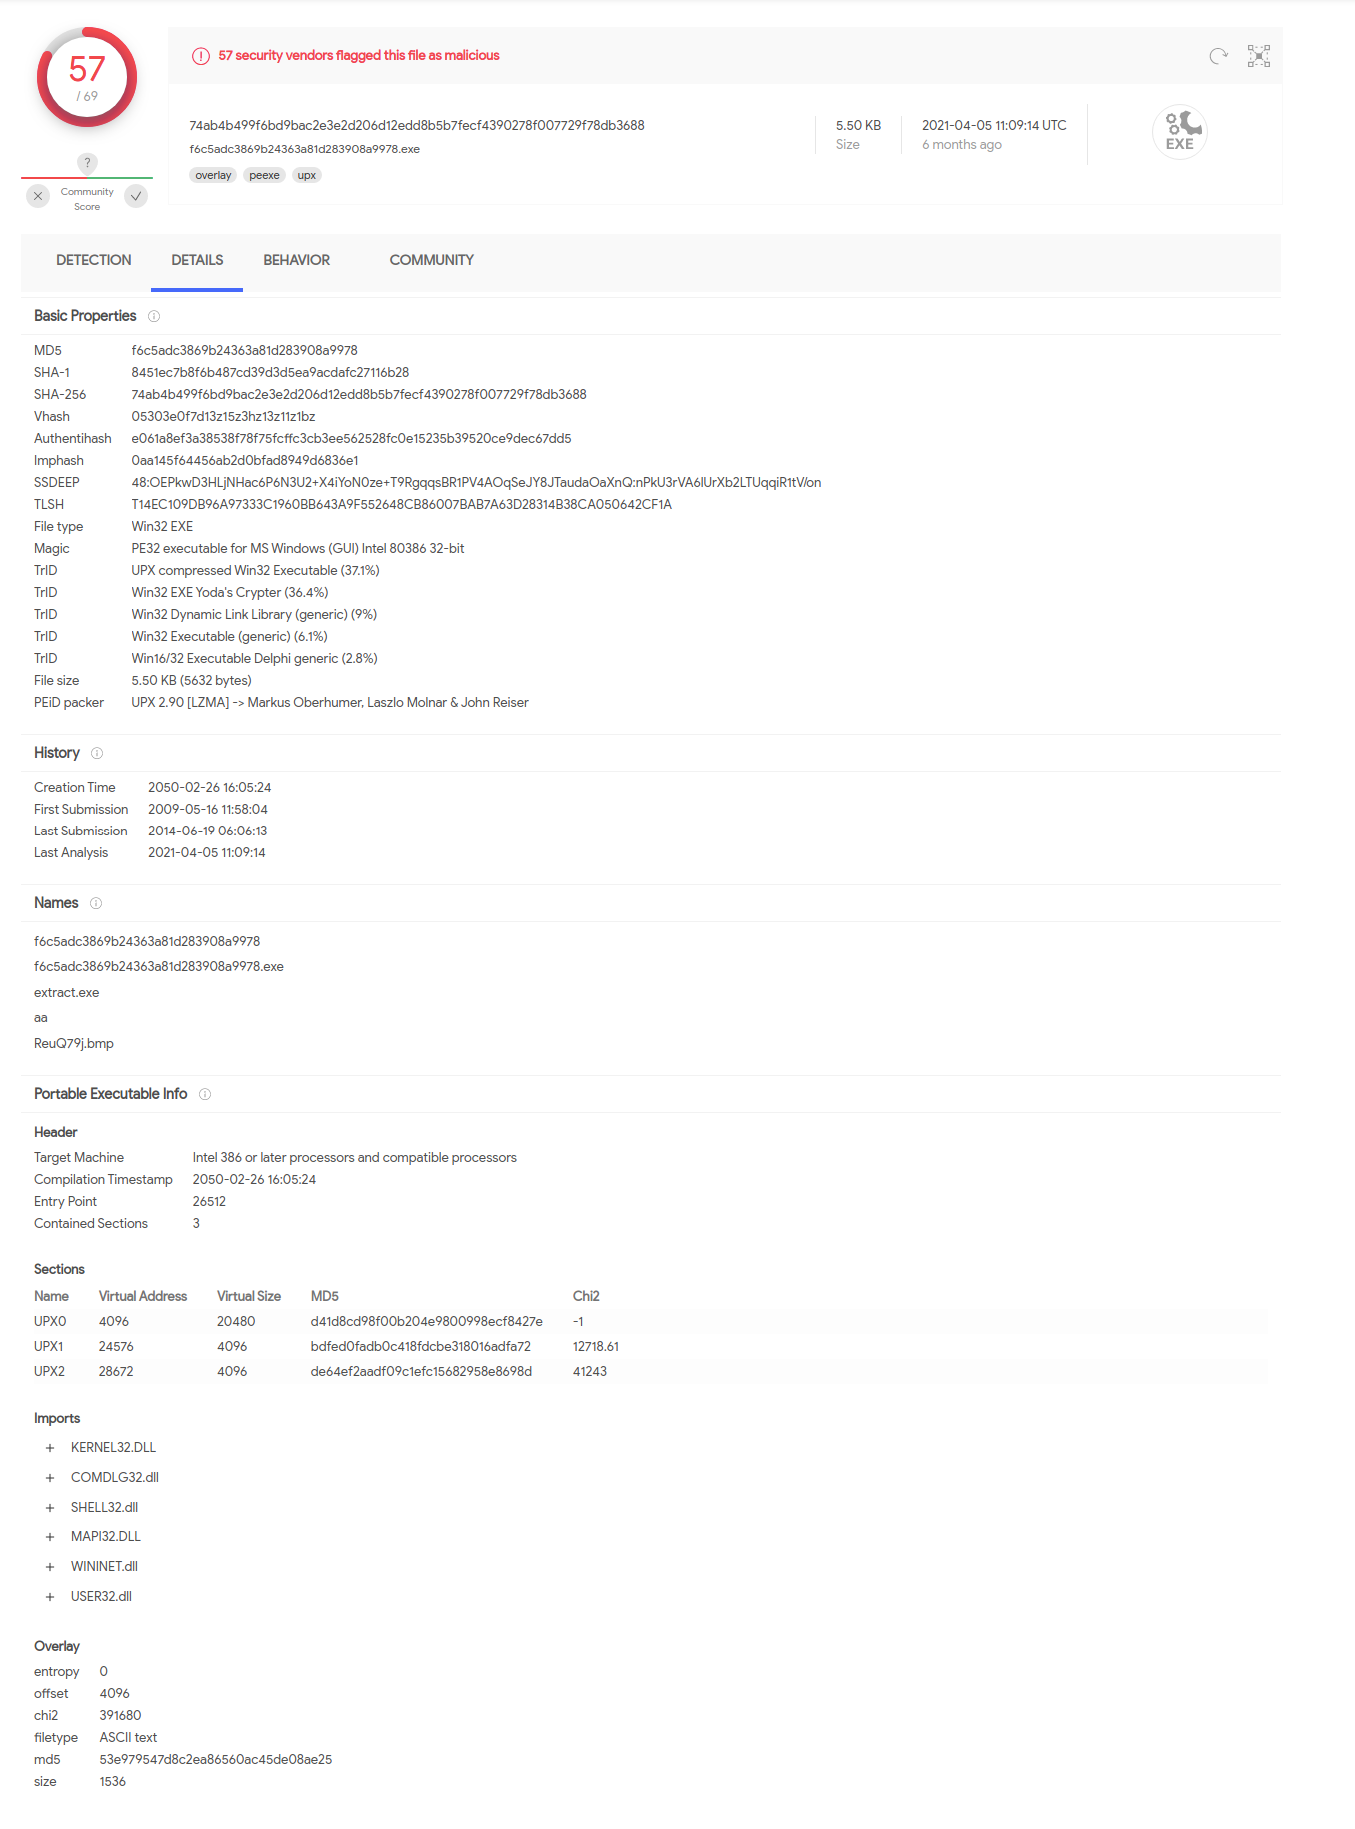 57
/ 69
?
Community
Score
57 security vendors flagged this file as malicious
74ab4b499f6bd9bac2e3e2d206d12edd8b5b7fecf4390278f007729f78db3688
f6c5adc3869b24363a81d283908a9978.exe
overlay peexe upx
5.50 KB
Size
2021-04-05 11:09:14 UTC
6 months ago
EXE
DETECTION DETAILS BEHAVIOR COMMUNITY
Basic Properties
MD5 f6c5adc3869b24363a81d283908a9978
SHA-1 8451ec7b8f6b487cd39d3d5ea9acdafc27116b28
SHA-256 74ab4b499f6bd9bac2e3e2d206d12edd8b5b7fecf4390278f007729f78db3688
Vhash 05303e0f7d13z15z3hz13z11z1bz
Authentihash e061a8ef3a38538f78f75fcffc3cb3ee562528fc0e15235b39520ce9dec67dd5
Imphash 0aa145f64456ab2d0bfad8949d6836e1
SSDEEP 48:OEPkwD3HLjNHac6P6N3U2+X4iYoN0ze+T9RgqqsBR1PV4AOqSeJY8JTaudaOaXnQ:nPkU3rVA6lUrXb2LTUqqiR1tV/on
TLSH T14EC109DB96A97333C1960BB643A9F552648CB86007BAB7A63D28314B38CA050642CF1A
File type Win32 EXE
Magic PE32 executable for MS Windows (GUI) Intel 80386 32-bit
TrID UPX compressed Win32 Executable (37.1%)
TrID Win32 EXE Yoda's Crypter (36.4%)
TrID Win32 Dynamic Link Library (generic) (9%)
TrID Win32 Executable (generic) (6.1%)
TrID Win16/32 Executable Delphi generic (2.8%)
File size 5.50 KB (5632 bytes)
PEiD packer UPX 2.90 [LZMA] -> Markus Oberhumer, Laszlo Molnar & John Reiser
History
Creation Time 2050-02-26 16:05:24
First Submission 2009-05-16 11:58:04
Last Submission 2014-06-19 06:06:13
Last Analysis 2021-04-05 11:09:14
Names
f6c5adc3869b24363a81d283908a9978
f6c5adc3869b24363a81d283908a9978.exe
extract.exe
aa
ReuQ79j.bmp
Portable Executable Info
Header
Target Machine Intel 386 or later processors and compatible processors
Compilation Timestamp 2050-02-26 16:05:24
Entry Point 26512
Contained Sections 3
Sections
Name Virtual Address Virtual Size MD5 Chi2
UPX0 4096 20480 d41d8cd98f00b204e9800998ecf8427e -1
UPX1 24576 4096 bdfed0fadb0c418fdcbe318016adfa72 12718.61
UPX2 28672 4096 de64ef2aadf09c1efc15682958e8698d 41243
Imports
+ KERNEL32.DLL
+ COMDLG32.dll
+ SHELL32.dll
+ MAPI32.DLL
+ WININET.dll
+ USER32.dll
Overlay
entropy 0
offset 4096
chi2 391680
filetype ASCII text
md5 53e979547d8c2ea86560ac45de08ae25
size 1536